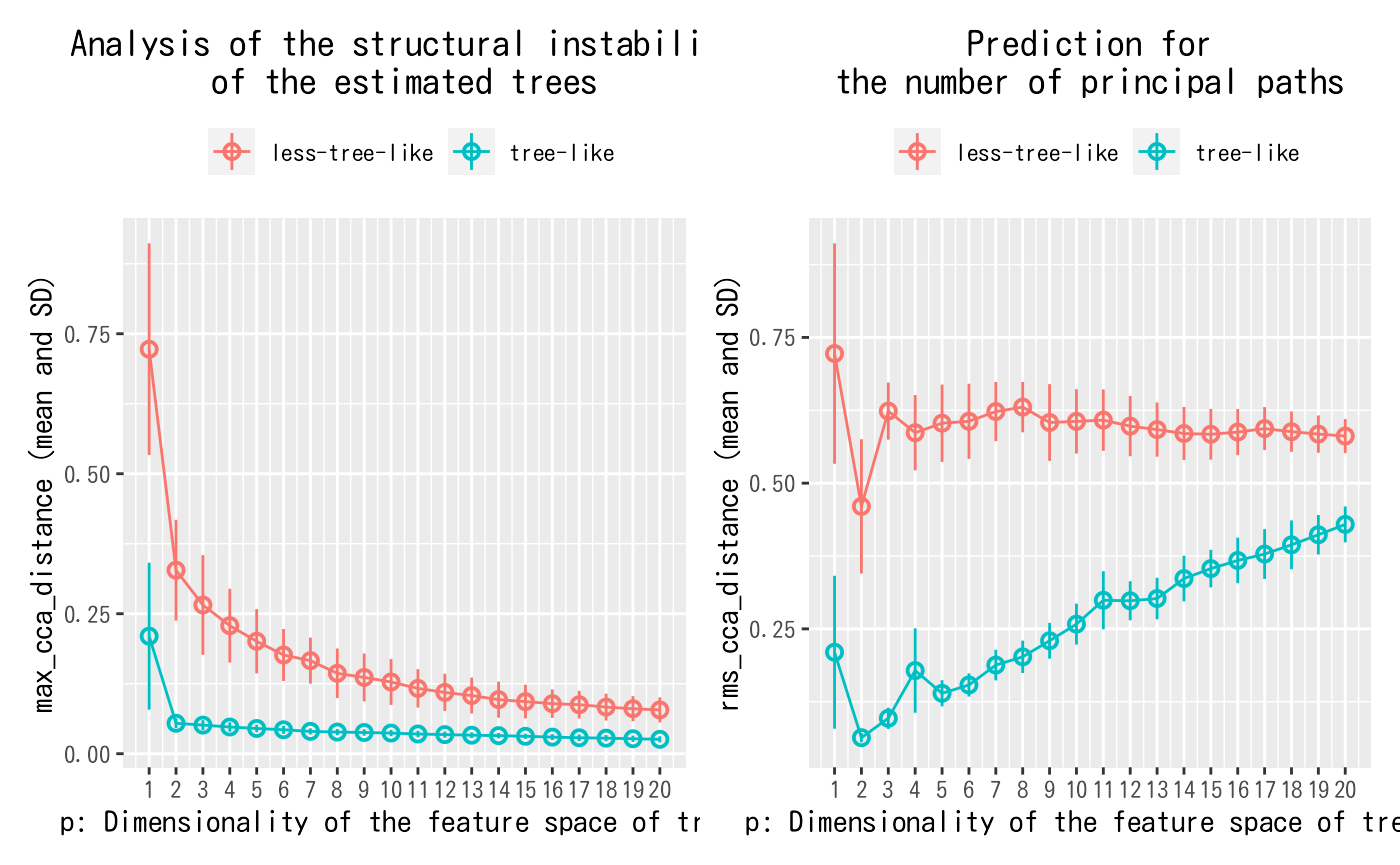 Analysis of the structural instabili
of the estimated trees
less-tree-like
tree-like
max_cca_distance (mean and SD)
0.75
0.50
0.25
0.00
1 2 3 4 5 6 7 8 9 10 11 12 13 14 15 16 17 18 19 20
p: Dimensionality of the feature space of tr
Prediction for
the number of principal paths
less-tree-like
tree-like
rms_cca_distance (mean and SD)
0.75
0.50
0.25
1 2 3 4 5 6 7 8 9 10 11 12 13 14 15 16 17 18 19 20
p: Dimensionality of the feature space of tre